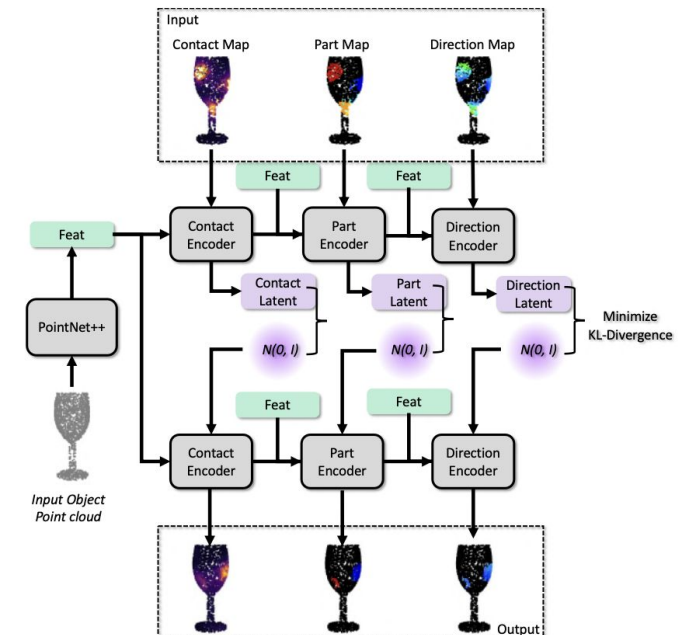 Input
Contact Map
Part Map
Direction Map
Feat
Feat
Feat
Contact
Encoder
Part
Encoder
Direction
Encoder
PointNet++
Contact
Latent
Part
Latent
Direction
Latent
Minimize
KL-Divergence
N(0, I)
N(0, I)
N(0, I)
Feat
Feat
Contact
Encoder
Part
Encoder
Direction
Encoder
Input Object
Point cloud
Output